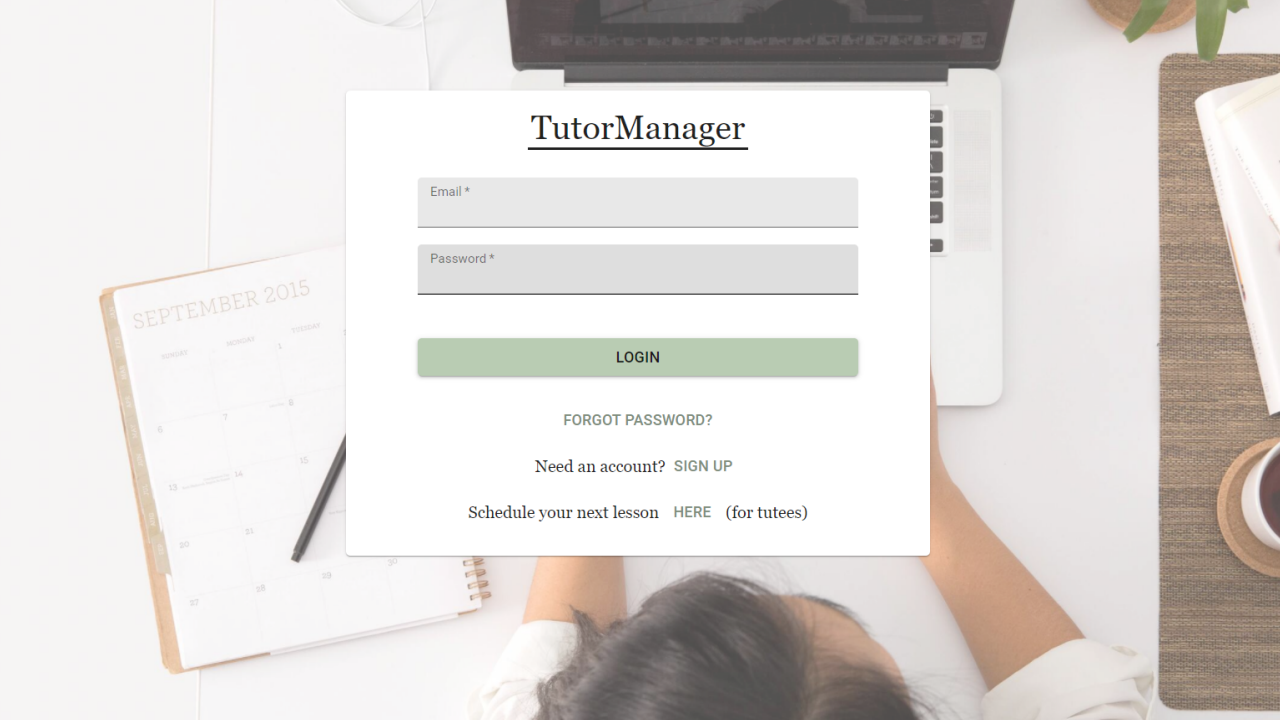 TutorManager
Email *
Password *
LOGIN
FORGOT PASSWORD?
Need an account? SIGN UP
Schedule your next lesson HERE (for tutees)
SEPTEMBER 2015
SUNDAY MONDAY TUESDAY
1
6 7 8
13 14 15
20 21
27 28 29 30